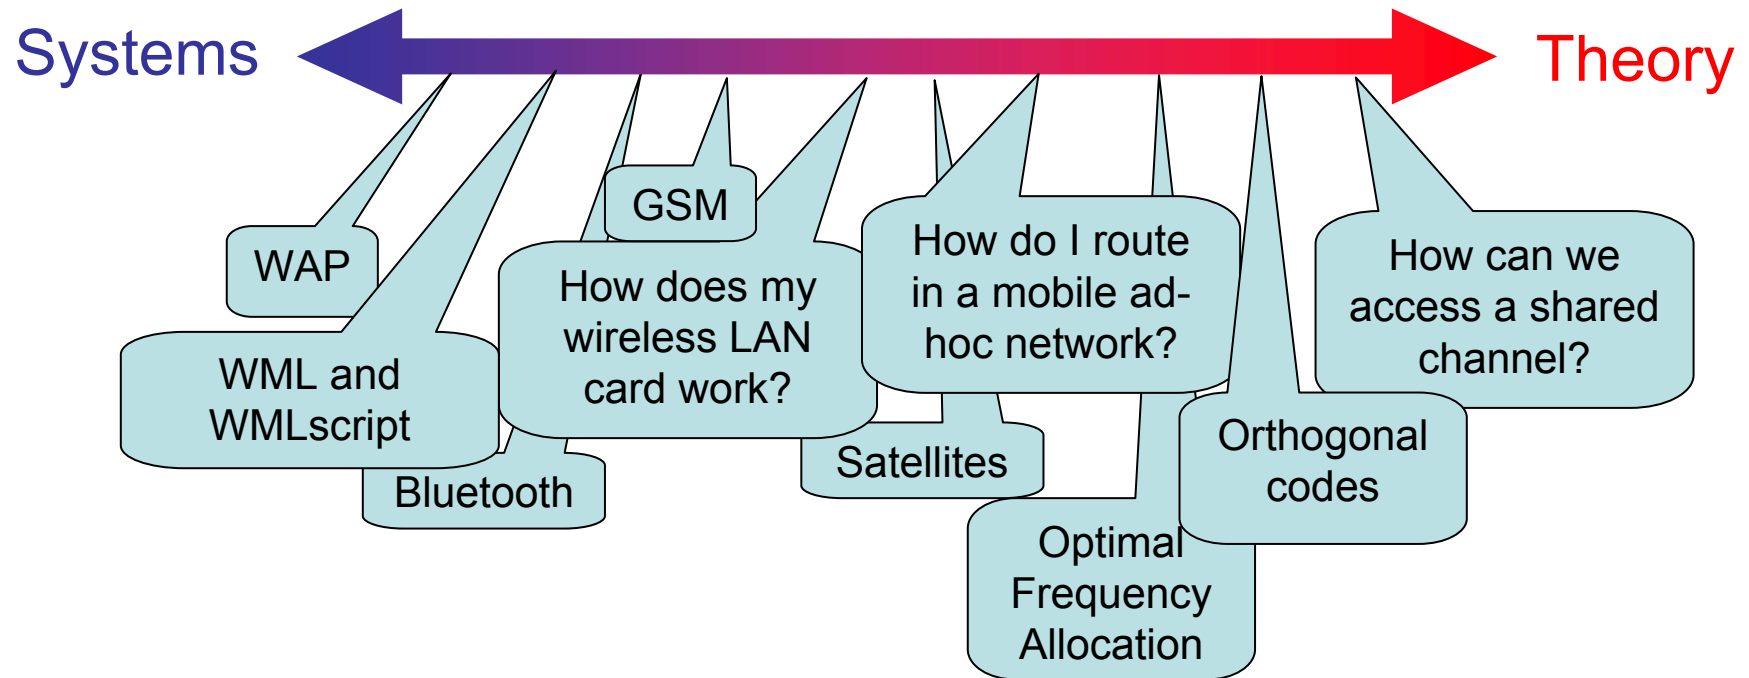 Systems
Theory
WAP
WML and
WMLscript
Bluetooth
GSM
How does my
wireless LAN
card work?
Satellites
How do I route
in a mobile ad-
hoc network?
Optimal
Frequency
Allocation
Orthogonal
codes
How can we
access a shared
channel?